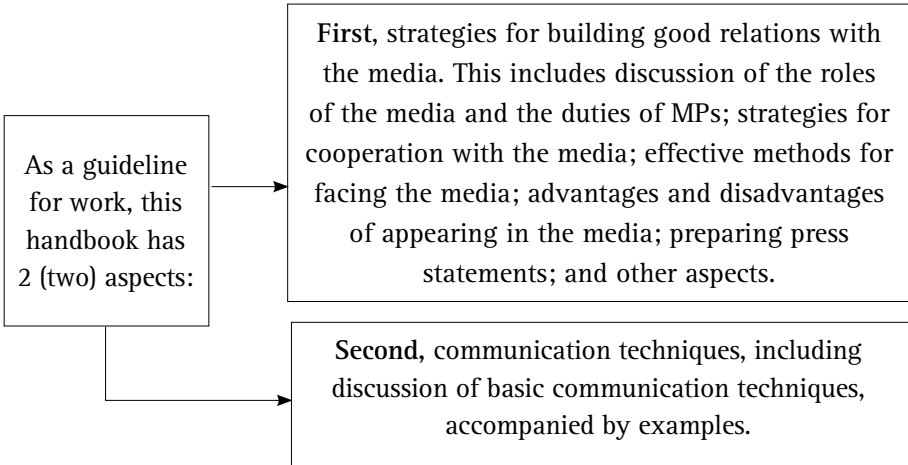 As a guideline
for work, this
handbook has
2 (two) aspects:
First, strategies for building good relations with
the media. This includes discussion of the roles
of the media and the duties of MPs; strategies for
cooperation with the media; effective methods for
facing the media; advantages and disadvantages
of appearing in the media; preparing press
statements; and other aspects.
Second, communication techniques, including
discussion of basic communication techniques,
accompanied by examples.